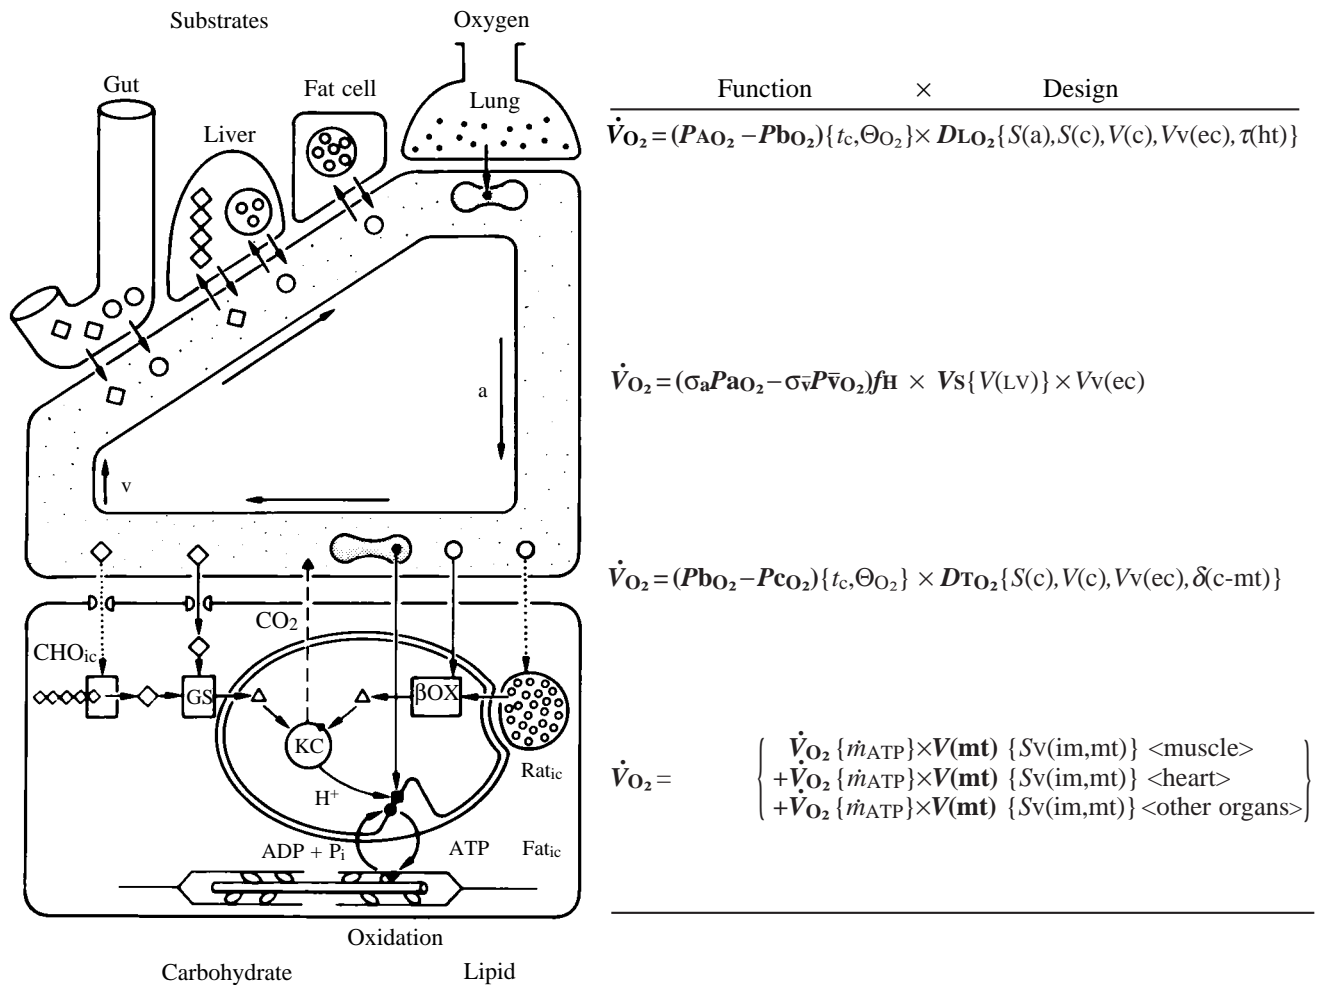 Substrates
Oxygen
Gut
Liver
Fat cell
Lung
Function × Design
V̇O₂ = (PAO₂ − PbO₂){tc,ΘO₂} × DLO₂{S(a),S(c),V(c),Vv(ec),τ(ht)}
a
v
V̇O₂ = (σaPaO₂ − σv̄Pv̄O₂)fH × VS{V(LV)} × Vv(ec)
V̇O₂ = (PbO₂ − PcO₂){tc,ΘO₂} × DTO₂{S(c),V(c),Vv(ec),δ(c-mt)}
CO₂
CHOic
GS
βOX
KC
Ratic
H⁺
V̇O₂ =
V̇O₂ {ṁATP}×V(mt) {Sv(im,mt)} <muscle>
+V̇O₂ {ṁATP}×V(mt) {Sv(im,mt)} <heart>
+V̇O₂ {ṁATP}×V(mt) {Sv(im,mt)} <other organs>
ADP + Pi
ATP
Fatic
Oxidation
Carbohydrate
Lipid